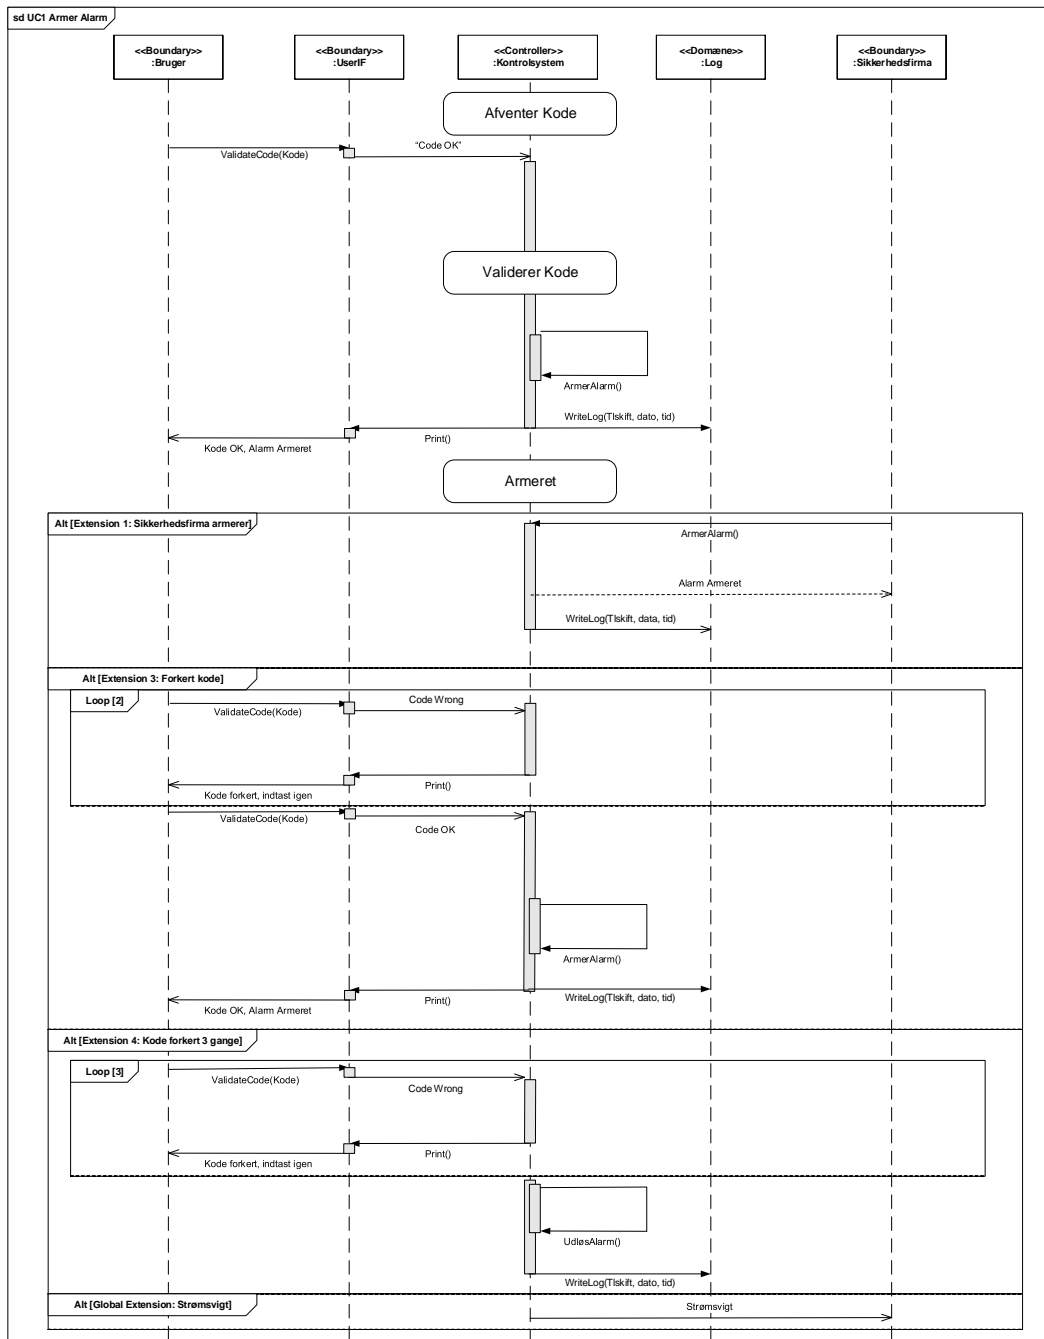 sd UC1 Armer Alarm
<<Boundary>>
:Bruger
<<Boundary>>
:UserIF
<<Controller>>
:Kontrolsystem
<<Domæne>>
:Log
<<Boundary>>
:Sikkerhedsfirma
Afventer Kode
ValidateCode(Kode)
"Code OK"
Validerer Kode
ArmerAlarm()
WriteLog(Tlskift, dato, tid)
Print()
Kode OK, Alarm Armeret
Armeret
Alt [Extension 1: Sikkerhedsfirma armerer]
ArmerAlarm()
Alarm Armeret
WriteLog(Tlskift, data, tid)
Alt [Extension 3: Forkert kode]
Loop [2]
ValidateCode(Kode)
Code Wrong
Print()
Kode forkert, indtast igen
ValidateCode(Kode)
Code OK
ArmerAlarm()
Print()
WriteLog(Tlskift, dato, tid)
Kode OK, Alarm Armeret
Alt [Extension 4: Kode forkert 3 gange]
Loop [3]
ValidateCode(Kode)
Code Wrong
Print()
Kode forkert, indtast igen
UdløsAlarm()
WriteLog(Tlskift, dato, tid)
Alt [Global Extension: Strømsvigt]
Strømsvigt